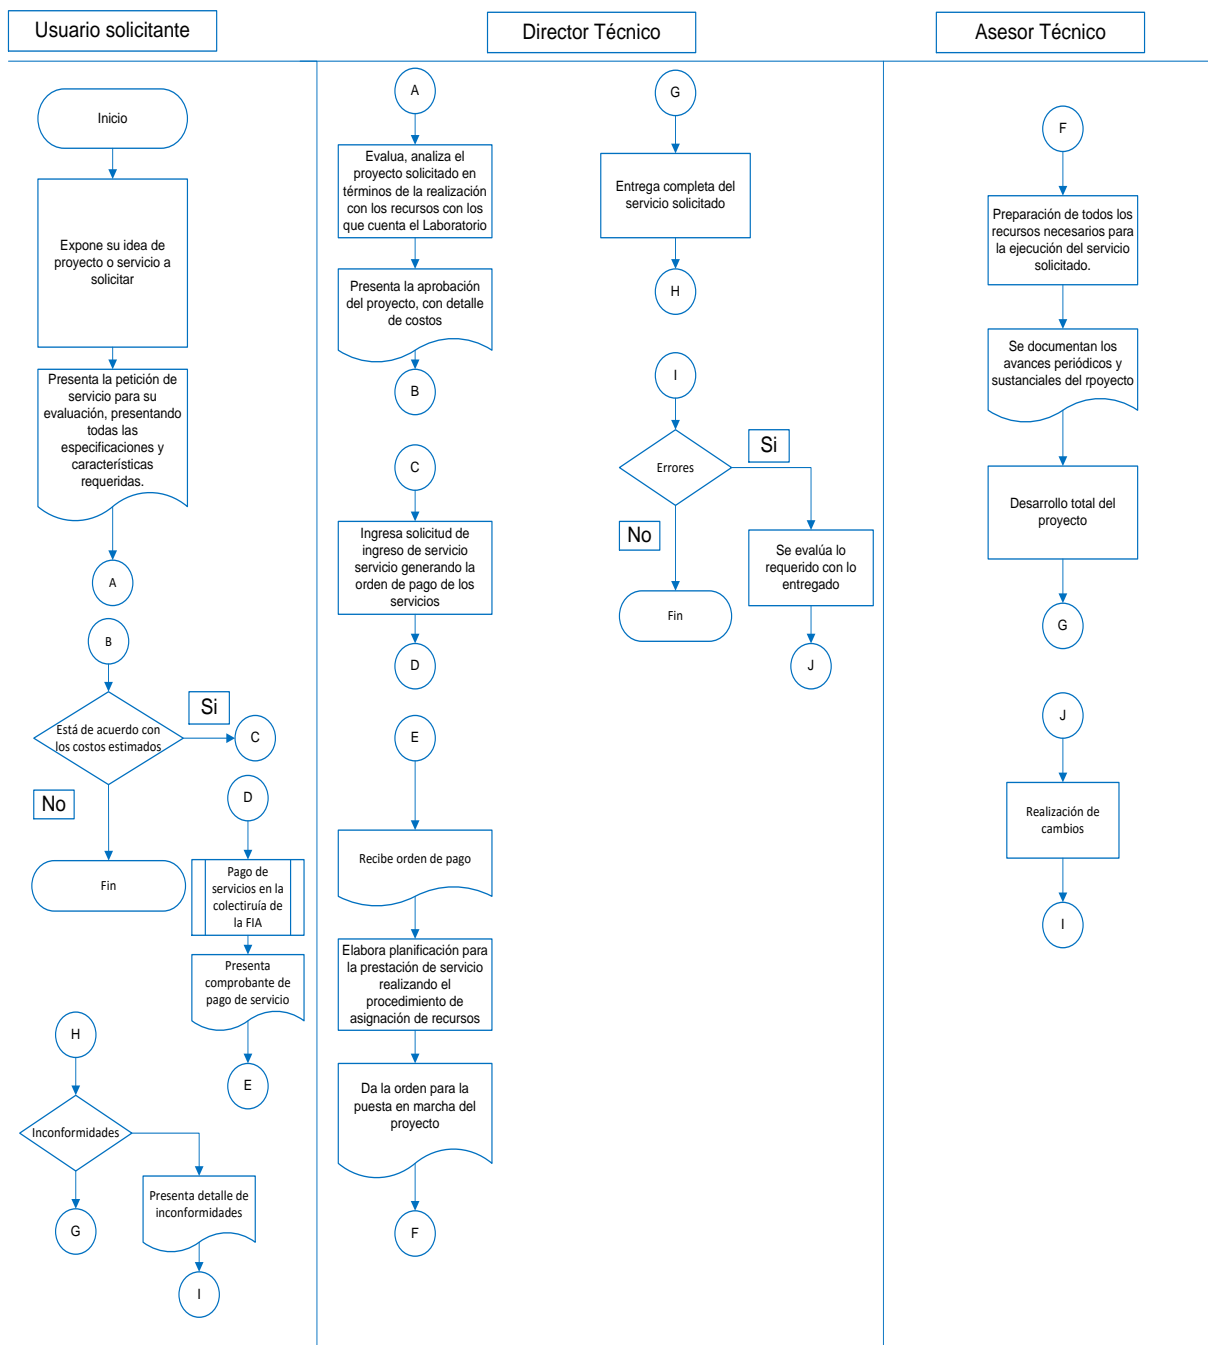 Usuario solicitante
Director Técnico
Asesor Técnico
Inicio
Expone su idea de
proyecto o servicio a
solicitar
Presenta la petición de
servicio para su
evaluación, presentando
todas las
especificaciones y
características
requeridas.
A
B
Está de acuerdo con
los costos estimados
Si
C
No
Fin
D
Pago de
servicios en la
colectiruía de
la FIA
Presenta
comprobante de
pago de servicio
E
H
Inconformidades
G
Presenta detalle de
inconformidades
I
A
Evalua, analiza el
proyecto solicitado en
términos de la realización
con los recursos con los
que cuenta el Laboratorio
Presenta la aprobación
del proyecto, con detalle
de costos
B
C
Ingresa solicitud de
ingreso de servicio
servicio generando la
orden de pago de los
servicios
D
E
Recibe orden de pago
Elabora planificación para
la prestación de servicio
realizando el
procedimiento de
asignación de recursos
Da la orden para la
puesta en marcha del
proyecto
F
G
Entrega completa del
servicio solicitado
H
I
Errores
Si
No
Fin
Se evalúa lo
requerido con lo
entregado
J
F
Preparación de todos los
recursos necesarios para
la ejecución del servicio
solicitado.
Se documentan los
avances periódicos y
sustanciales del rpoyecto
Desarrollo total del
proyecto
G
J
Realización de
cambios
I